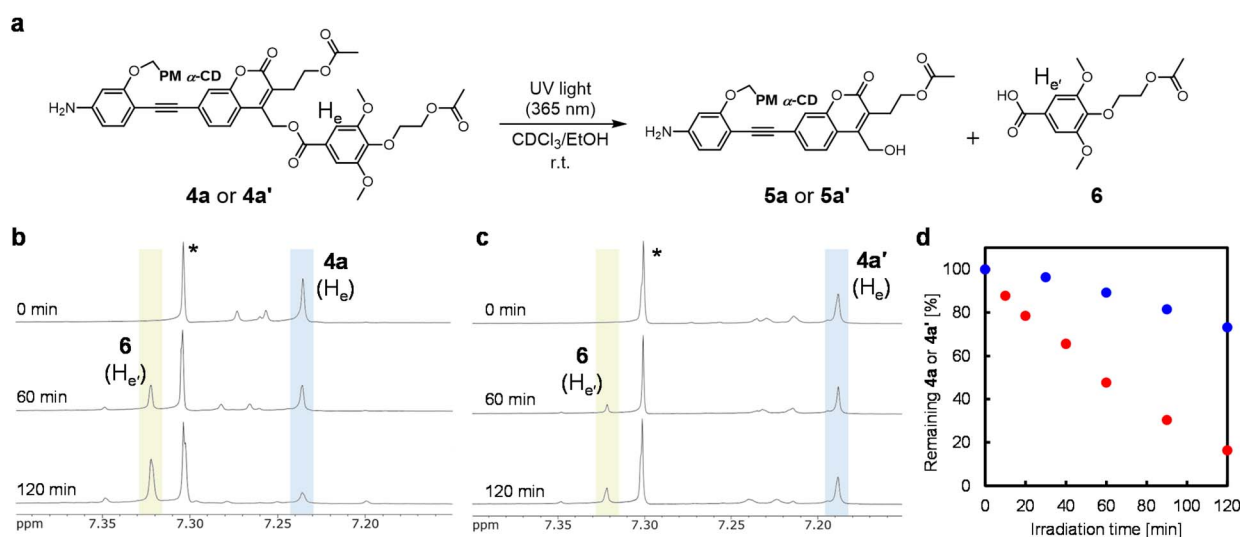 a
O
O
O
O
O
O
PM α-CD
H₂N
Hₑ
O
O
O
O
O
O
O
4a or 4a'
UV light
(365 nm)
CDCl₃/EtOH
r.t.
O
O
O
O
O
PM α-CD
H₂N
OH
5a or 5a'
+
Hₑ'
O
O
O
O
HO
O
O
6
b
*
4a
(Hₑ)
0 min
6
(Hₑ')
60 min
120 min
ppm
7.35
7.30
7.25
7.20
c
*
4a'
(Hₑ)
0 min
6
(Hₑ')
60 min
120 min
ppm
7.35
7.30
7.25
7.20
d
Remaining 4a or 4a' [%]
100
80
60
40
20
0
0 20 40 60 80 100 120
Irradiation time [min]